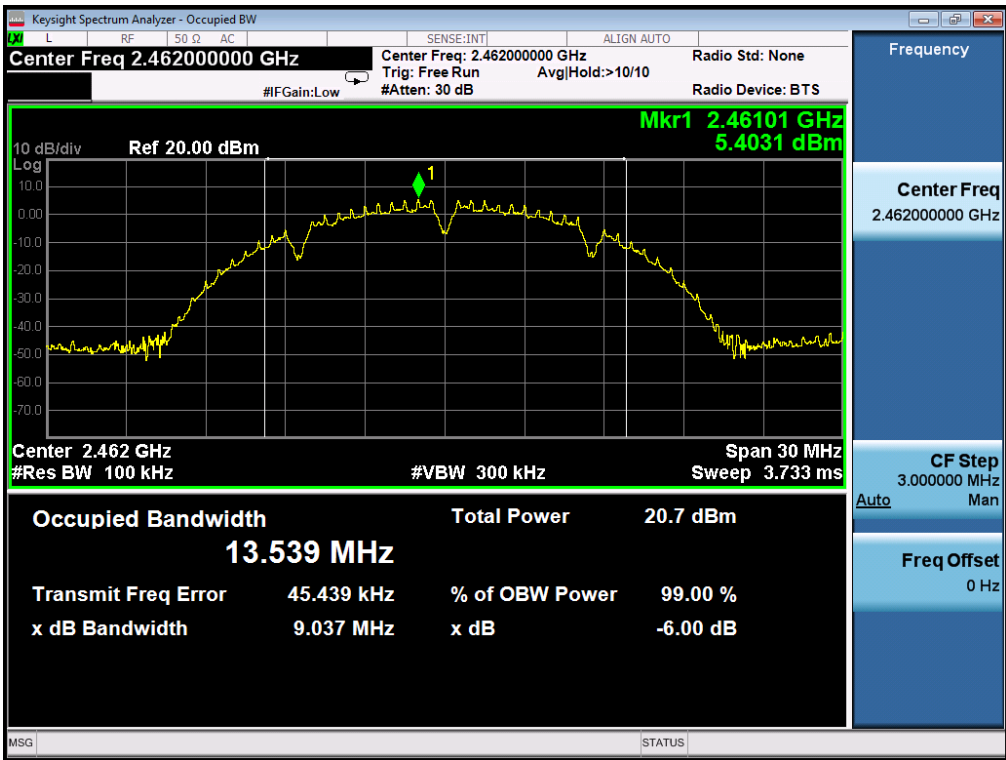 Keysight Spectrum Analyzer - Occupied BW
LXI L RF 50 Ω AC SENSE:INT ALIGN AUTO
Center Freq 2.462000000 GHz
Center Freq: 2.462000000 GHz Radio Std: None
Trig: Free Run Avg|Hold:>10/10
#IFGain:Low #Atten: 30 dB Radio Device: BTS
Mkr1 2.46101 GHz
5.4031 dBm
10 dB/div Ref 20.00 dBm
Log
1
10.0
0.00
-10.0
-20.0
-30.0
-40.0
-50.0
-60.0
-70.0
Center 2.462 GHz Span 30 MHz
#Res BW 100 kHz #VBW 300 kHz Sweep 3.733 ms
Occupied Bandwidth Total Power 20.7 dBm
13.539 MHz
Transmit Freq Error 45.439 kHz % of OBW Power 99.00 %
x dB Bandwidth 9.037 MHz x dB -6.00 dB
MSG STATUS
Frequency
Center Freq
2.462000000 GHz
CF Step
3.000000 MHz
Auto Man
Freq Offset
0 Hz